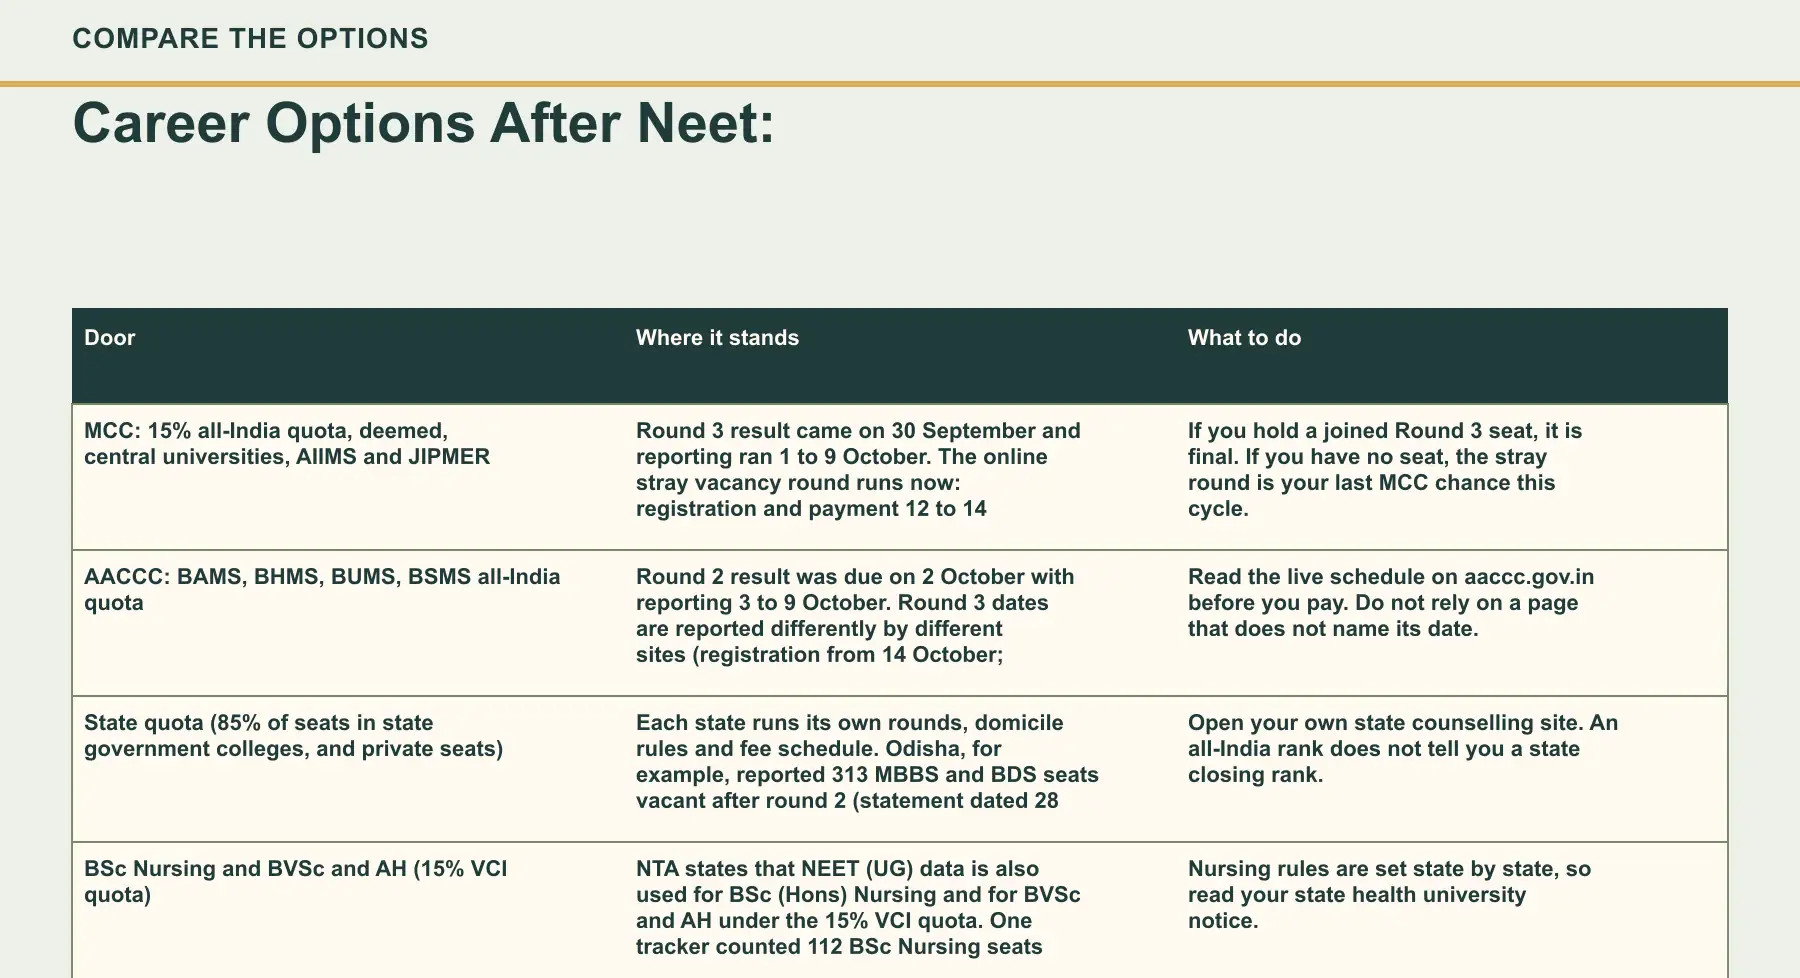 COMPARE THE OPTIONS
Career Options After Neet:
Door
Where it stands
What to do
MCC: 15% all-India quota, deemed,
central universities, AIIMS and JIPMER
Round 3 result came on 30 September and
reporting ran 1 to 9 October. The online
stray vacancy round runs now:
registration and payment 12 to 14
If you hold a joined Round 3 seat, it is
final. If you have no seat, the stray
round is your last MCC chance this
cycle.
AACCC: BAMS, BHMS, BUMS, BSMS all-India
quota
Round 2 result was due on 2 October with
reporting 3 to 9 October. Round 3 dates
are reported differently by different
sites (registration from 14 October;
Read the live schedule on aaccc.gov.in
before you pay. Do not rely on a page
that does not name its date.
State quota (85% of seats in state
government colleges, and private seats)
Each state runs its own rounds, domicile
rules and fee schedule. Odisha, for
example, reported 313 MBBS and BDS seats
vacant after round 2 (statement dated 28
Open your own state counselling site. An
all-India rank does not tell you a state
closing rank.
BSc Nursing and BVSc and AH (15% VCI
quota)
NTA states that NEET (UG) data is also
used for BSc (Hons) Nursing and for BVSc
and AH under the 15% VCI quota. One
tracker counted 112 BSc Nursing seats
Nursing rules are set state by state, so
read your state health university
notice.